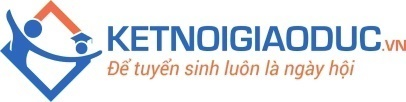 KETNOIGIAODUC.VN
Để tuyển sinh luôn là ngày hội